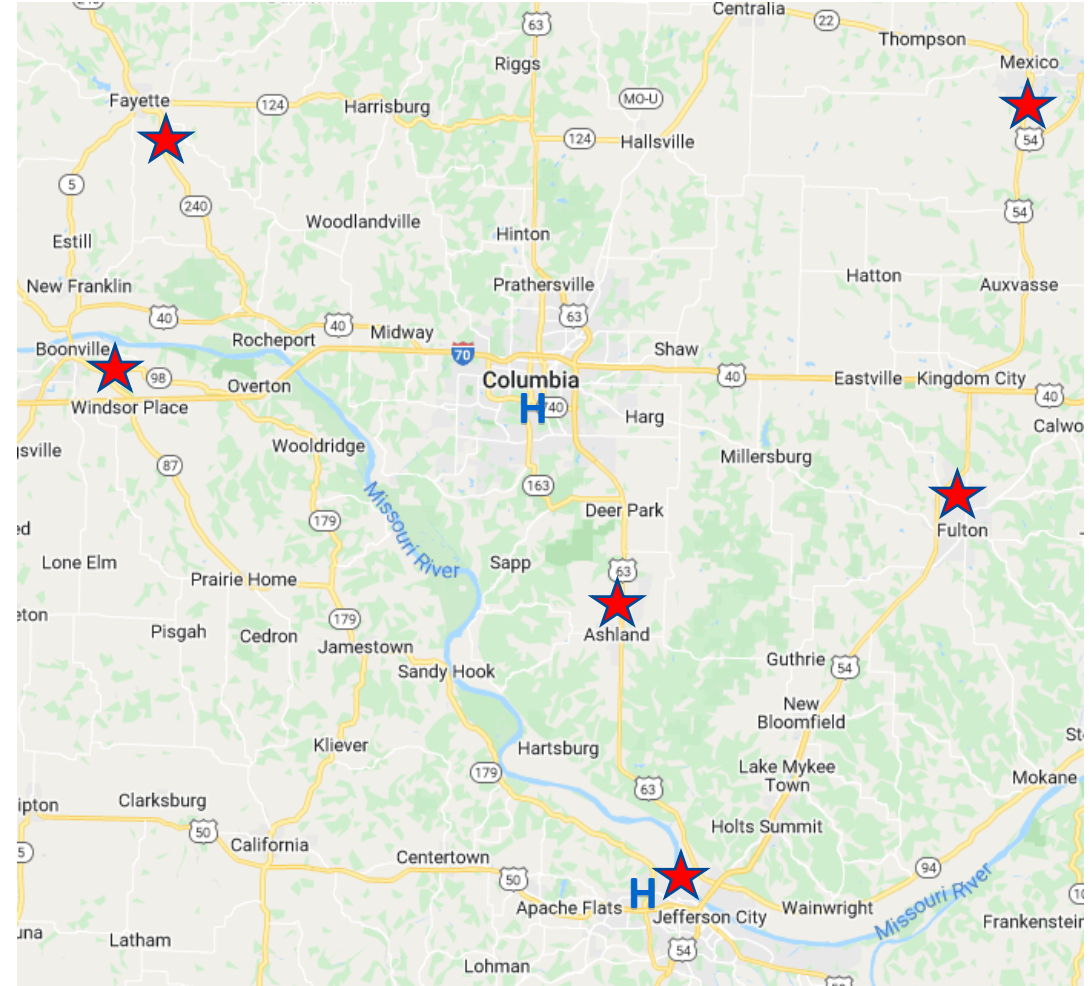 Centralia
63
22
Thompson
Mexico
Riggs
Fayette
124
Harrisburg
MO-U
54
124
Hallsville
5
240
54
Woodlandville
Estill
Hinton
Hatton
New Franklin
Prathersville
Auxvasse
40
63
40
Midway
Rocheport
Boonville
70
Shaw
98
Overton
Columbia
40
Eastville
Kingdom City
40
Windsor Place
H
740
Harg
Calwo
gsville
Wooldridge
Millersburg
87
163
Missouri River
Deer Park
179
ed
Fulton
Lone Elm
Sapp
63
Prairie Home
eton
179
Pisgah
Cedron
Jamestown
Ashland
Sandy Hook
Guthrie
54
New
Bloomfield
St
Kliever
Hartsburg
179
Lake Mykee
Town
Mokane
63
ipton
Clarksburg
50
California
Holts Summit
5
Centertown
94
50
H
Apache Flats
Jefferson City
Wainwright
Missouri River
10
Frankenstein
una
Latham
54
Lohman
50